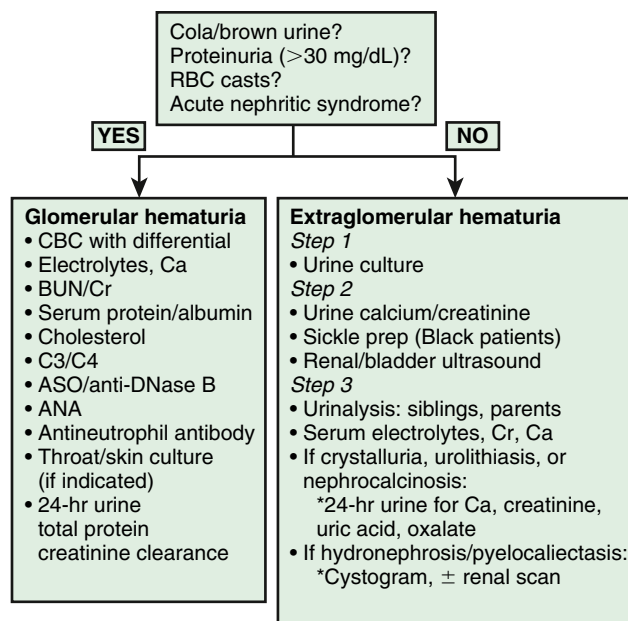 Cola/brown urine?
Proteinuria (>30 mg/dL)?
RBC casts?
Acute nephritic syndrome?
YES
NO
Glomerular hematuria
• CBC with differential
• Electrolytes, Ca
• BUN/Cr
• Serum protein/albumin
• Cholesterol
• C3/C4
• ASO/anti-DNase B
• ANA
• Antineutrophil antibody
• Throat/skin culture
(if indicated)
• 24-hr urine
total protein
creatinine clearance
Extraglomerular hematuria
Step 1
• Urine culture
Step 2
• Urine calcium/creatinine
• Sickle prep (Black patients)
• Renal/bladder ultrasound
Step 3
• Urinalysis: siblings, parents
• Serum electrolytes, Cr, Ca
• If crystalluria, urolithiasis, or
nephrocalcinosis:
*24-hr urine for Ca, creatinine,
uric acid, oxalate
• If hydronephrosis/pyelocaliectasis:
*Cystogram, ± renal scan